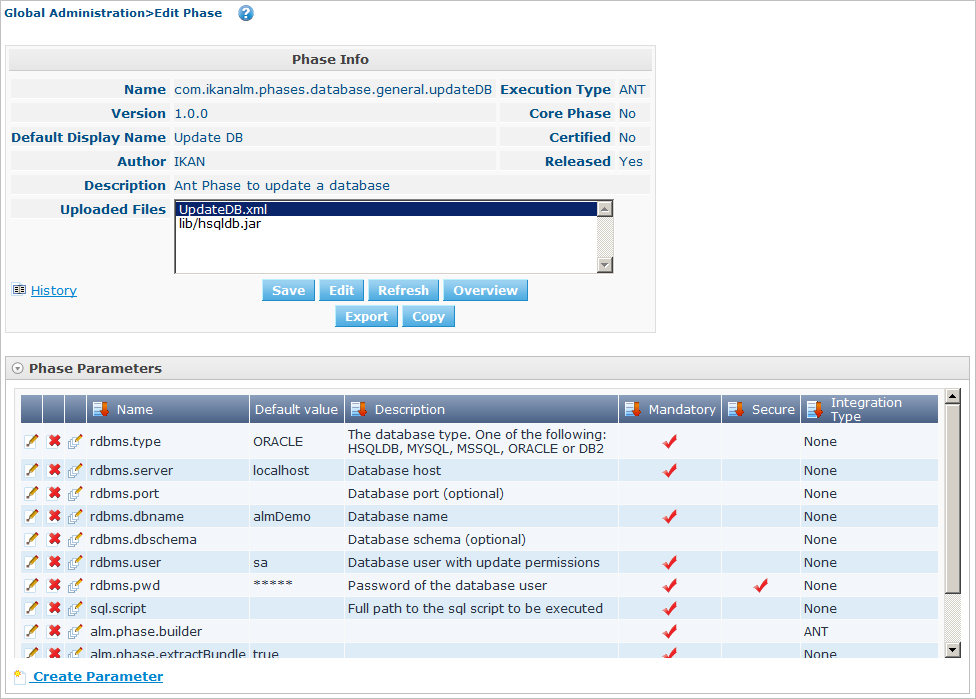 Global Administration>Edit Phase ?
Phase Info
Name com.ikanalm.phases.database.general.updateDB Execution Type ANT
Version 1.0.0 Core Phase No
Default Display Name Update DB Certified No
Author IKAN Released Yes
Description Ant Phase to update a database
Uploaded Files UpdateDB.xml
lib/hsqldb.jar
History Save Edit Refresh Overview
Export Copy
Phase Parameters
Name Default value Description Mandatory Secure Integration
Type
rdbms.type ORACLE The database type. One of the following:
HSQLDB, MYSQL, MSSQL, ORACLE or DB2 None
rdbms.server localhost Database host None
rdbms.port Database port (optional) None
rdbms.dbname almDemo Database name None
rdbms.dbschema Database schema (optional) None
rdbms.user sa Database user with update permissions None
rdbms.pwd ***** Password of the database user None
sql.script Full path to the sql script to be executed None
alm.phase.builder ANT
alm.phase.extractBundle true None
Create Parameter